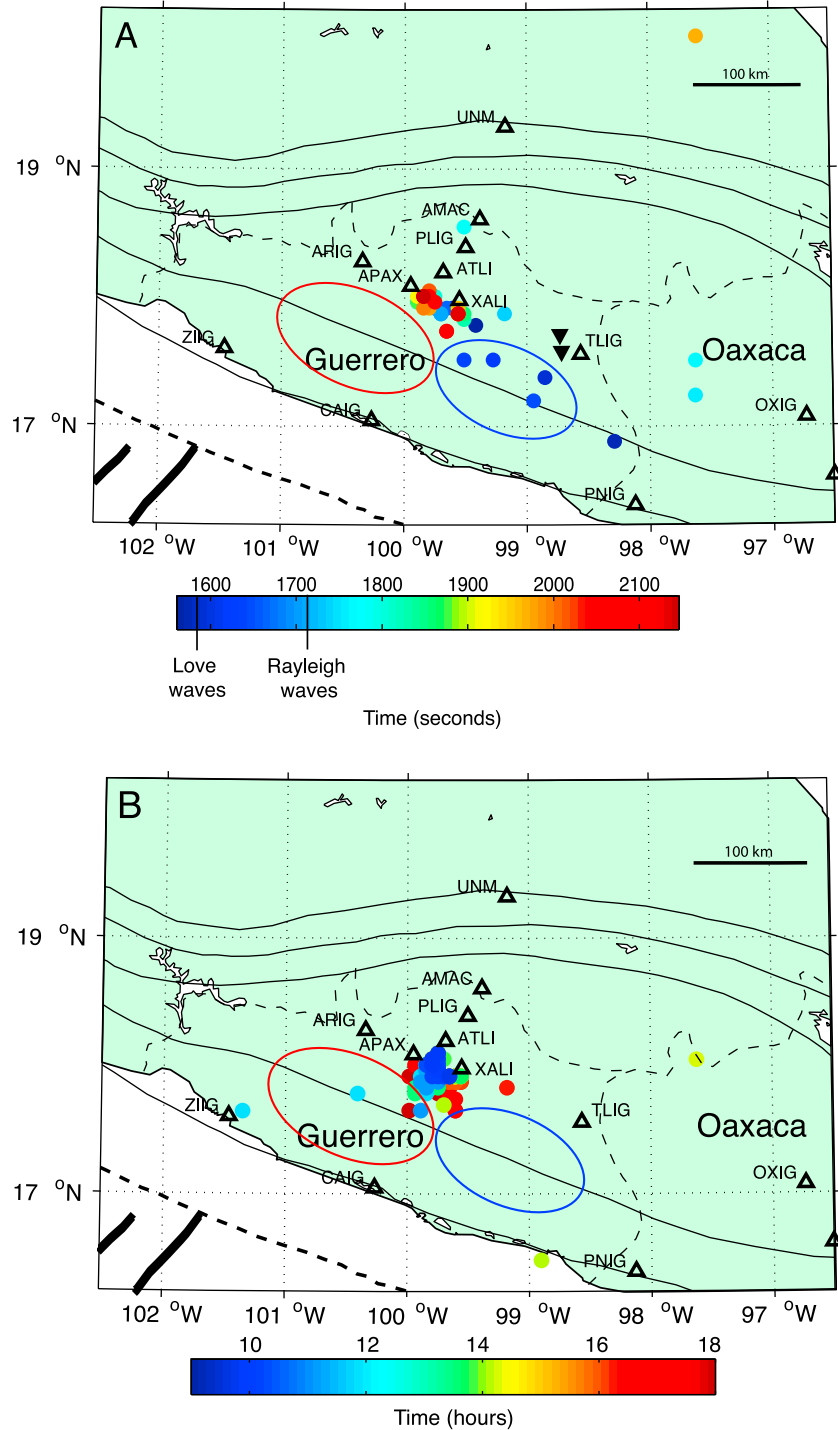 A
100 km
UNM
19 °N
AMAC
PLIG
ARIG
ATLI
APAX
XALI
ZIIG
TLIG
Guerrero
Oaxaca
CAIG
OXIG
17 °N
PNIG
102 °W 101 °W 100 °W 99 °W 98 °W 97 °W
1600 1700 1800 1900 2000 2100
Love waves
Rayleigh waves
Time (seconds)
B
100 km
UNM
19 °N
AMAC
PLIG
ARIG
ATLI
APAX
XALI
ZIIG
TLIG
Guerrero
Oaxaca
CAIG
OXIG
17 °N
PNIG
102 °W 101 °W 100 °W 99 °W 98 °W 97 °W
10 12 14 16 18
Time (hours)